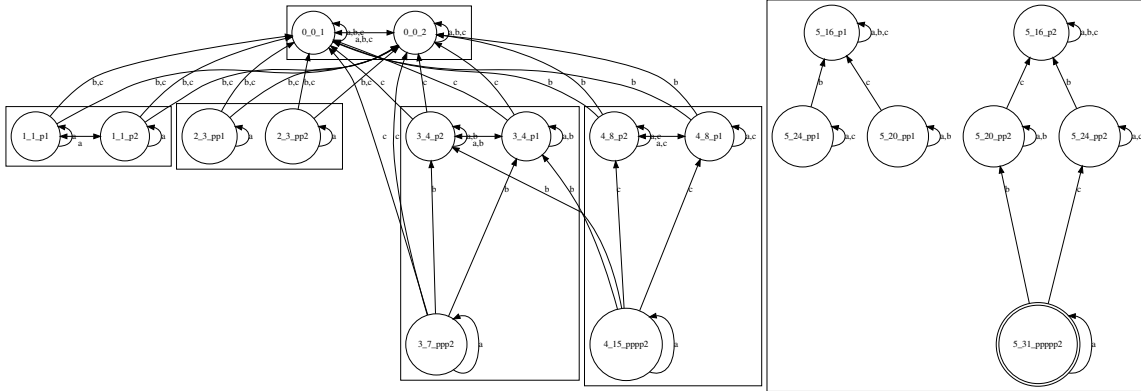 0_0_1
a,b,c
a,b,c
0_0_2
a,b,c
5_16_p1
a,b,c
5_16_p2
a,b,c
b,c
b,c
b,c
b,c
b,c
b,c
b,c
b,c
c
c
c
c
b
b
b
b
b
c
c
b
1_1_p1
a
a
1_1_p2
a
2_3_pp1
a
2_3_pp2
a
c
c
3_4_p2
a,b
a,b
3_4_p1
a,b
4_8_p2
a,c
a,c
4_8_p1
a,c
5_24_pp1
a,c
5_20_pp1
a,b
5_20_pp2
a,b
5_24_pp2
a,c
b
b
b
b
c
c
b
c
3_7_ppp2
a
4_15_pppp2
a
5_31_ppppp2
a